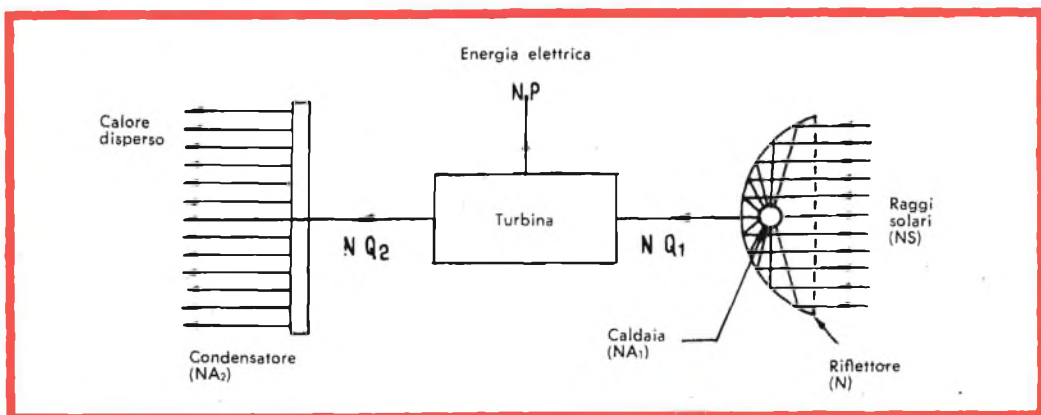 Energia elettrica
N.P
Calore
disperso
Turbina
Raggi
solari
(NS)
N Q2
N Q1
Caldaia
(NA1)
Condensatore
(NA2)
Riflettore
(N)